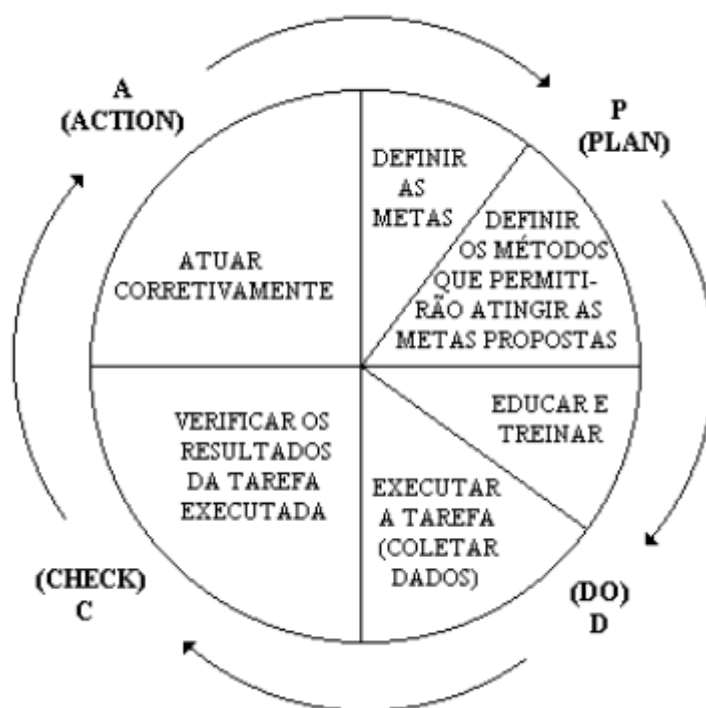 A
(ACTION)
P
(PLAN)
DEFINIR
AS
METAS
DEFINIR
OS MÉTODOS
QUE PERMITI-
RÃO ATINGIR AS
METAS PROPOSTAS
ATUAR
CORRETIVAMENTE
EDUCAR E
TREINAR
VERIFICAR OS
RESULTADOS
DA TAREFA
EXECUTADA
EXECUTAR
A TAREFA
(COLETAR
DADOS)
(CHECK)
C
(DO)
D